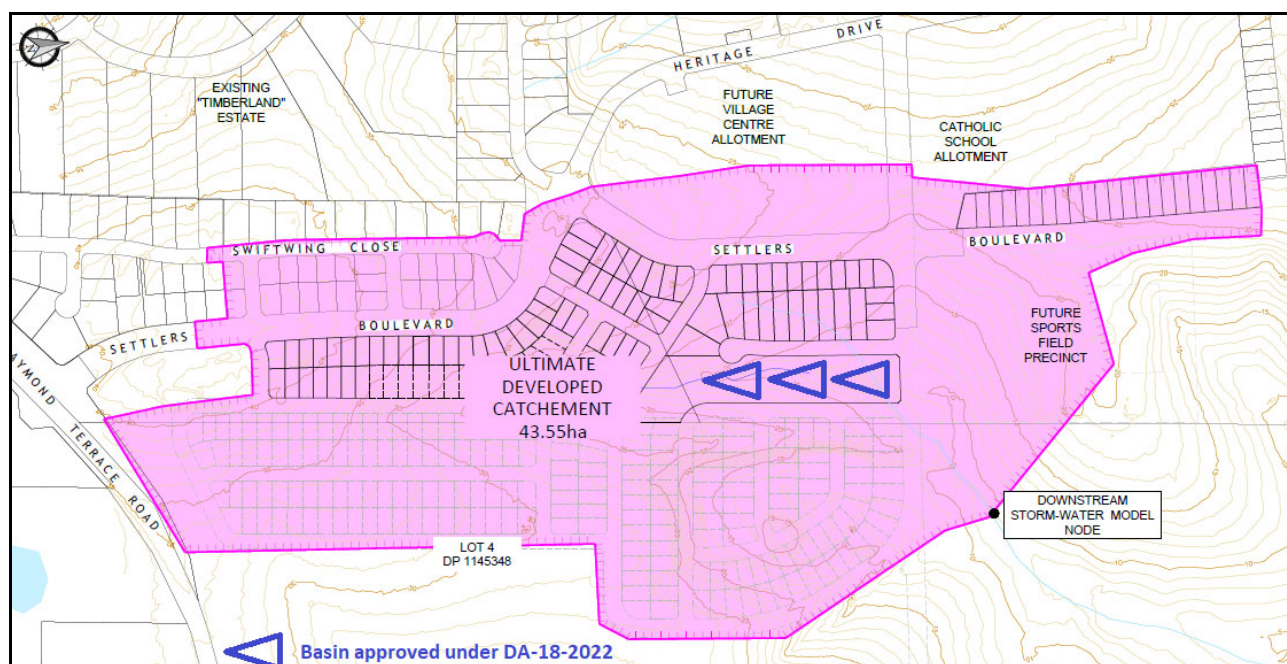 N
HERITAGE DRIVE
EXISTING
"TIMBERLAND"
ESTATE
FUTURE
VILLAGE
CENTRE
ALLOTMENT
CATHOLIC
SCHOOL
ALLOTMENT
SWIFTWING CLOSE
SETTLERS
BOULEVARD
BOULEVARD
SETTLERS
FUTURE
SPORTS
FIELD
PRECINCT
ULTIMATE
DEVELOPED
CATCHEMENT
43.55ha
AYMOND TERRACE ROAD
DOWNSTREAM
STORM-WATER MODEL
NODE
LOT 4
DP 1145348
Basin approved under DA-18-2022